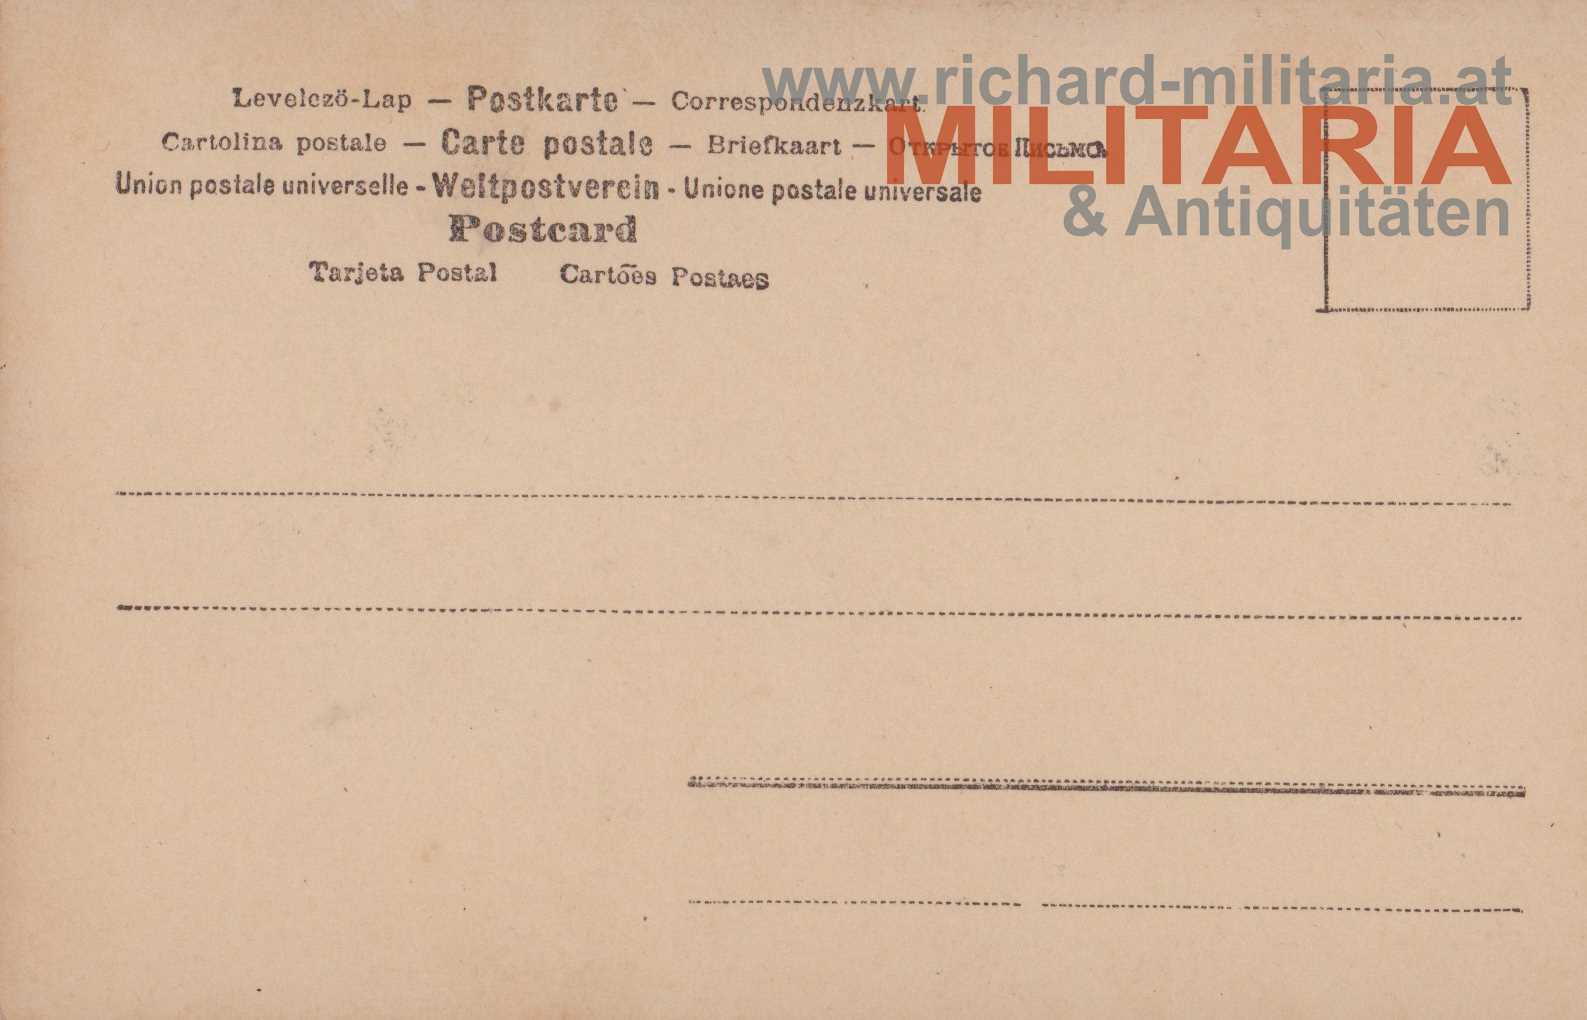 www.richard-militaria.at
MILITARIA
& Antiquitäten
Levelező-Lap — Postkarte — Correspondenzkart.
Cartolina postale — Carte postale — Briefkaart — Открытое Письмо.
Union postale universelle - Weltpostverein - Unione postale universale
Postcard
Tarjeta Postal Cartões Postaes